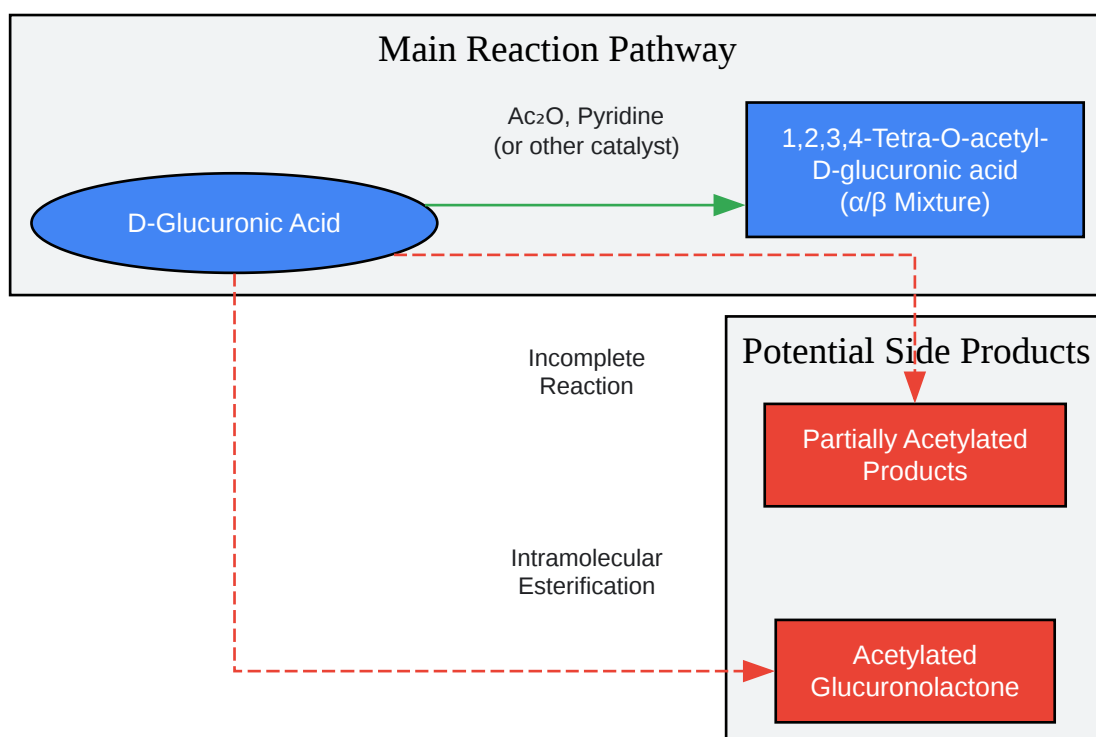 Main Reaction Pathway
Ac₂O, Pyridine
(or other catalyst)
1,2,3,4-Tetra-O-acetyl-
D-glucuronic acid
(α/β Mixture)
D-Glucuronic Acid
Potential Side Products
Incomplete
Reaction
Partially Acetylated
Products
Intramolecular
Esterification
Acetylated
Glucuronolactone